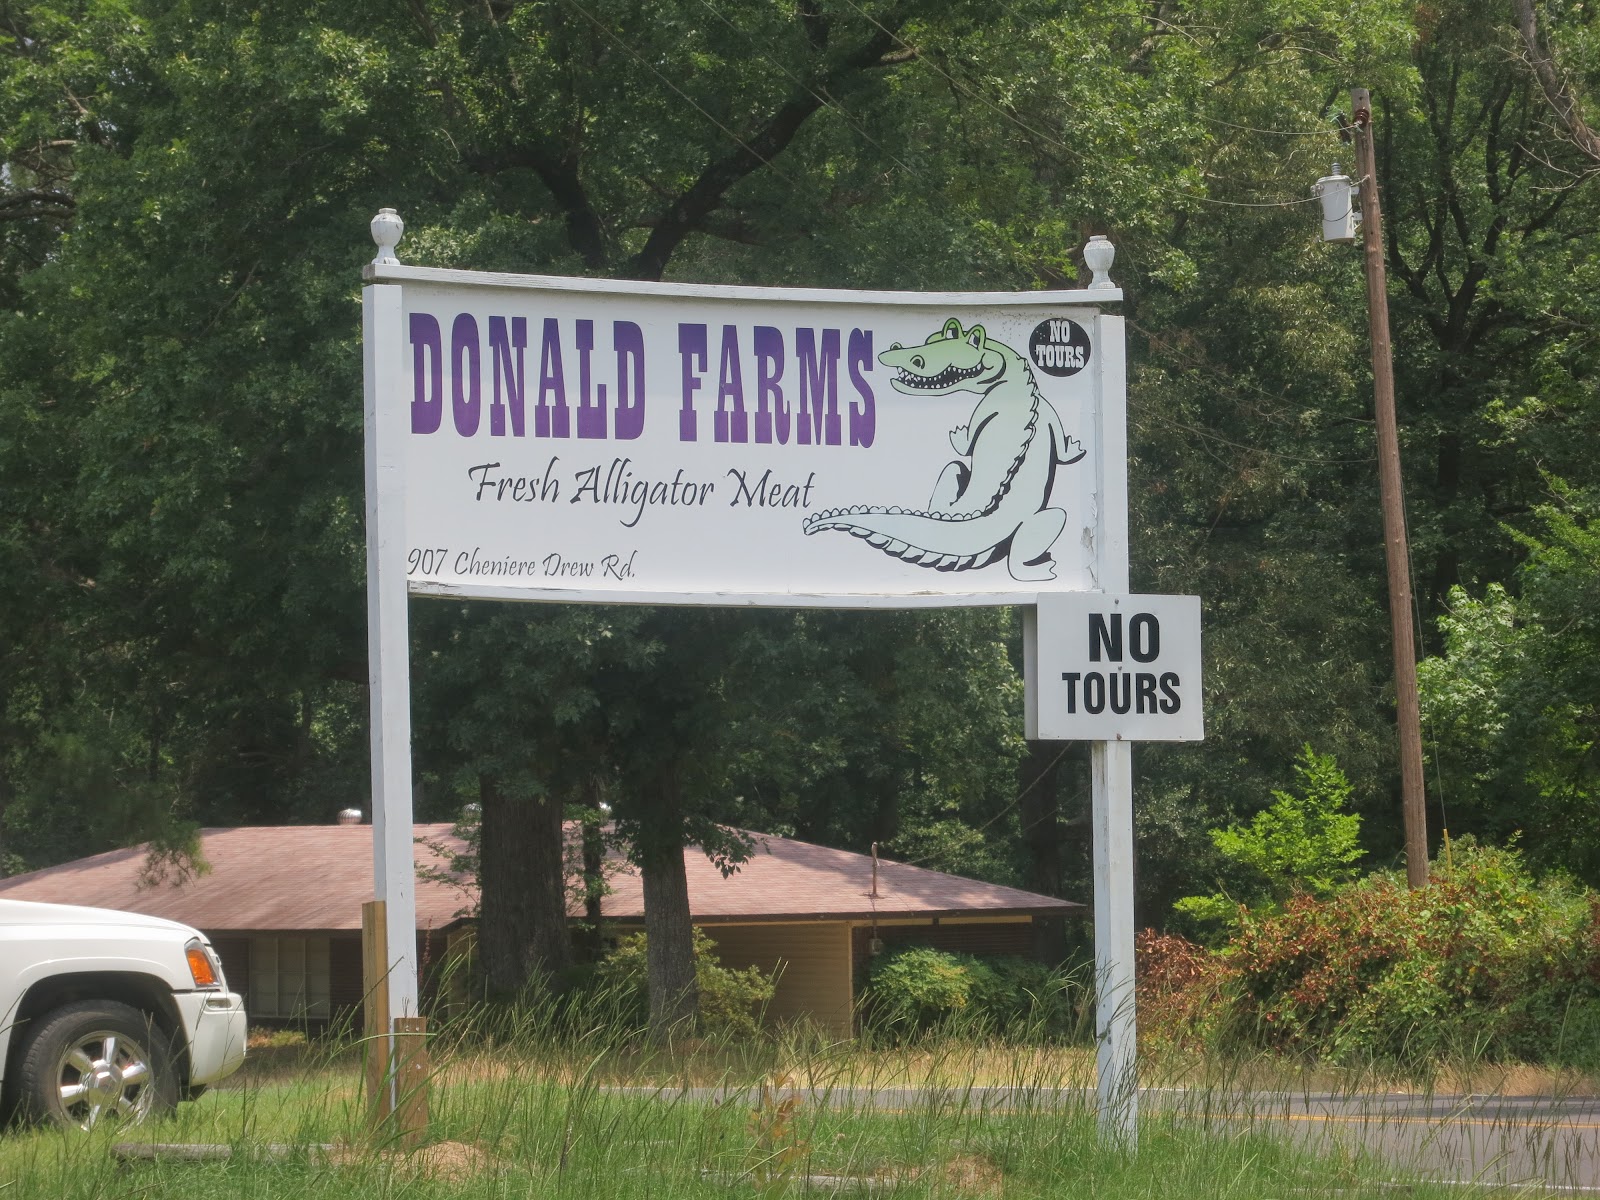 DONALD FARMS
NO
TOURS
Fresh Alligator Meat
907 Cheniere Drew Rd.
NO
TOURS